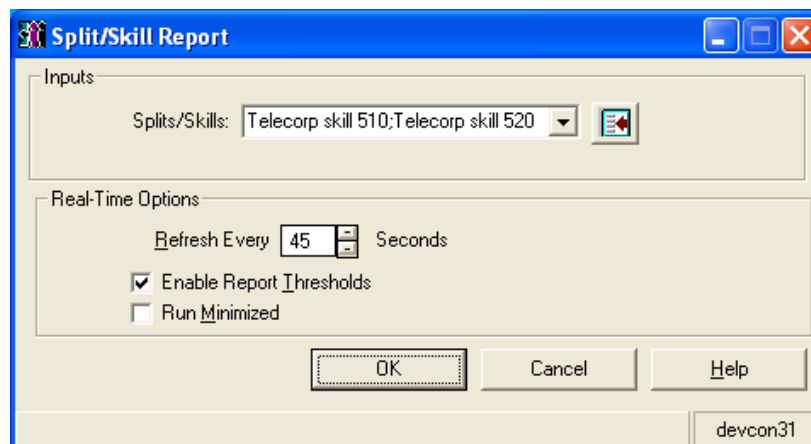 Split/Skill Report
Inputs
Splits/Skills: Telecorp skill 510;Telecorp skill 520
Real-Time Options
Refresh Every 45 Seconds
Enable Report Thresholds
Run Minimized
OK Cancel Help
devcon31